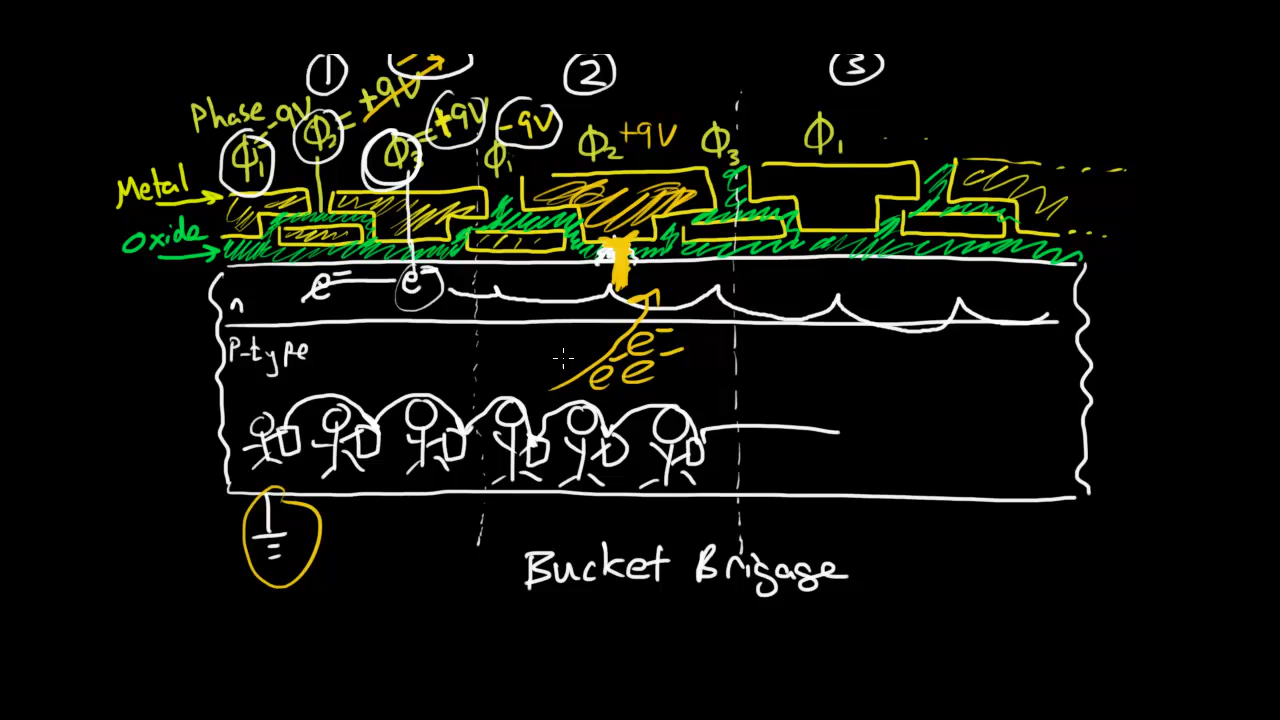 ① ② ③
Phase
ϕ₁ = -9V ϕ₂ = +9V ϕ₃ = +9V
ϕ₁ -9V ϕ₂ +9V ϕ₃ ϕ₁ .....
Metal
Oxide
e⁻ e⁻
n
P-type
e⁻
e⁻ e⁻
Bucket Brigage